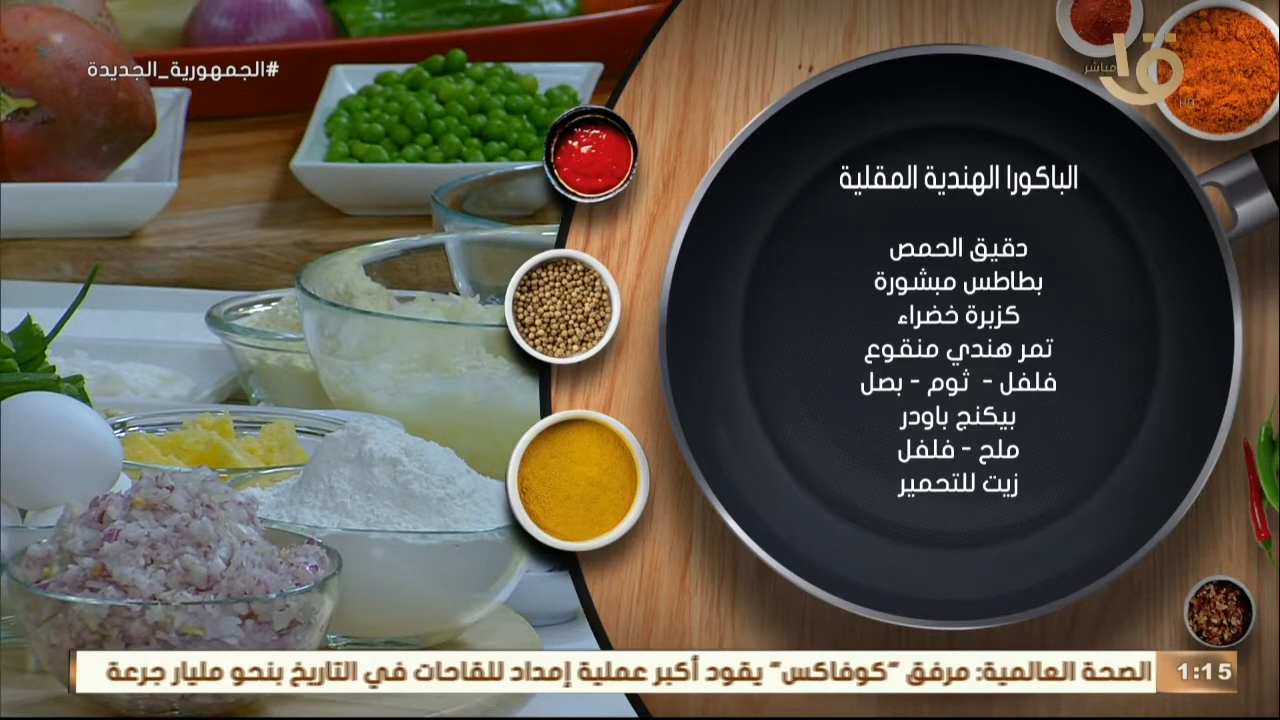 #الجمهورية_الجديدة
مباشر
HD
الباكورا الهندية المقلية
دقيق الحمص
بطاطس مبشورة
كزبرة خضراء
تمر هندي منقوع
فلفل - ثوم - بصل
بيكنج باودر
ملح - فلفل
زيت للتحمير
1:15 الصحة العالمية: مرفق "كوفاكس" يقود أكبر عملية إمداد للقاحات في التاريخ بنحو مليار جرعة